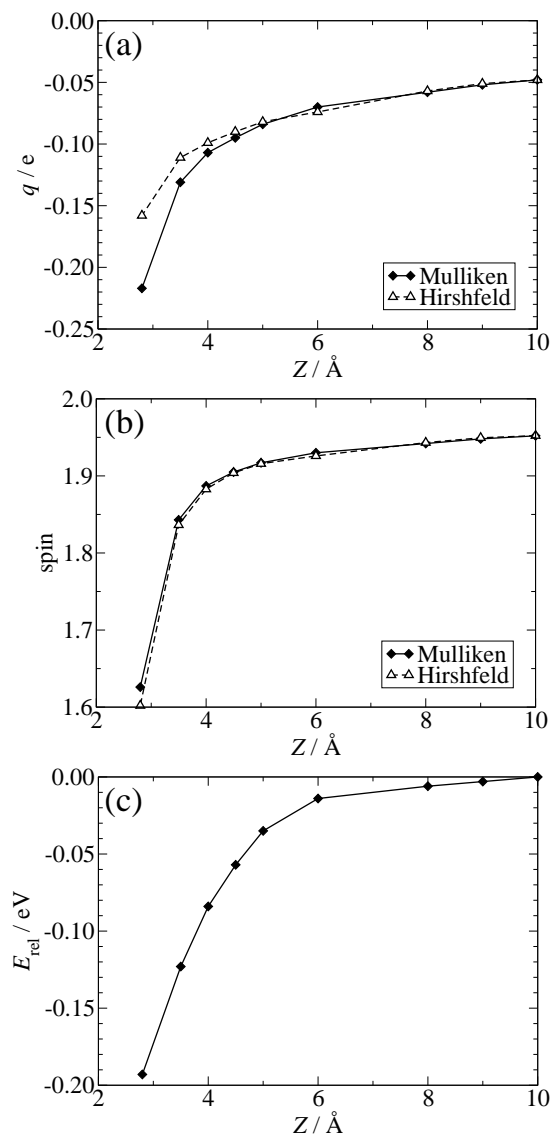 (a)
0.00
-0.05
-0.10
-0.15
-0.20
-0.25
q / e
Mulliken
Hirshfeld
2 4 6 8 10
Z / Å
(b)
2.0
1.9
1.8
1.7
1.6
spin
Mulliken
Hirshfeld
2 4 6 8 10
Z / Å
(c)
0.00
-0.05
-0.10
-0.15
-0.20
E_rel / eV
2 4 6 8 10
Z / Å